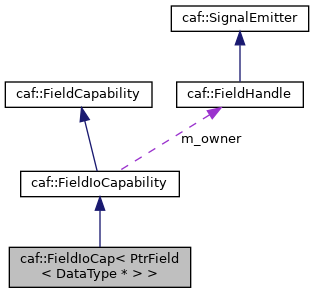 caf::SignalEmitter
caf::FieldCapability
caf::FieldHandle
m_owner
caf::FieldIoCapability
caf::FieldIoCap< PtrField
< DataType * > >